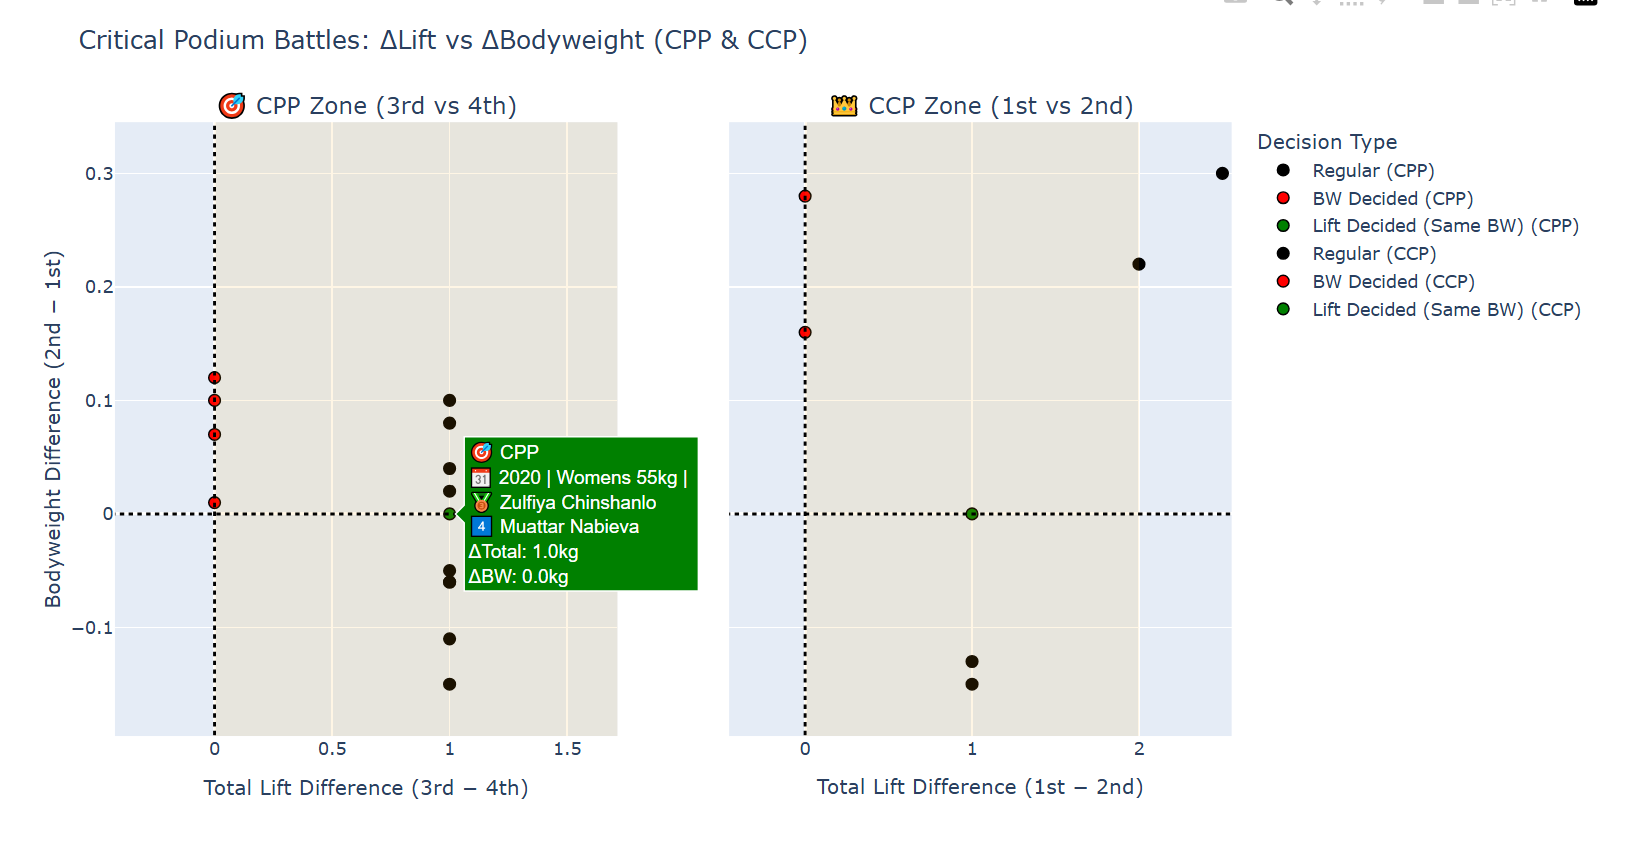 Critical Podium Battles: ΔLift vs ΔBodyweight (CPP & CCP)
🎯 CPP Zone (3rd vs 4th)
👑 CCP Zone (1st vs 2nd)
Bodyweight Difference (2nd − 1st)
0.3
0.2
0.1
0
−0.1
0
0.5
1
1.5
Total Lift Difference (3rd − 4th)
🎯 CPP
31 2020 | Womens 55kg |
🥉 Zulfiya Chinshanlo
4 Muattar Nabieva
ΔTotal: 1.0kg
ΔBW: 0.0kg
0
1
2
Total Lift Difference (1st − 2nd)
Decision Type
Regular (CPP)
BW Decided (CPP)
Lift Decided (Same BW) (CPP)
Regular (CCP)
BW Decided (CCP)
Lift Decided (Same BW) (CCP)